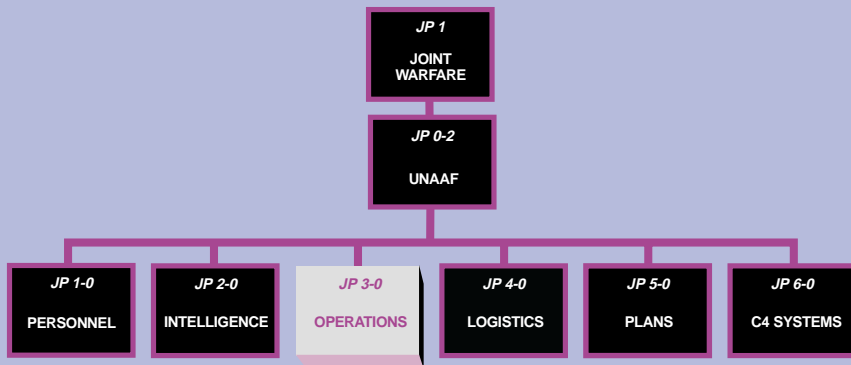 JP 1
JOINT
WARFARE
JP 0-2
UNAAF
JP 1-0
PERSONNEL
JP 2-0
INTELLIGENCE
JP 3-0
OPERATIONS
JP 4-0
LOGISTICS
JP 5-0
PLANS
JP 6-0
C4 SYSTEMS